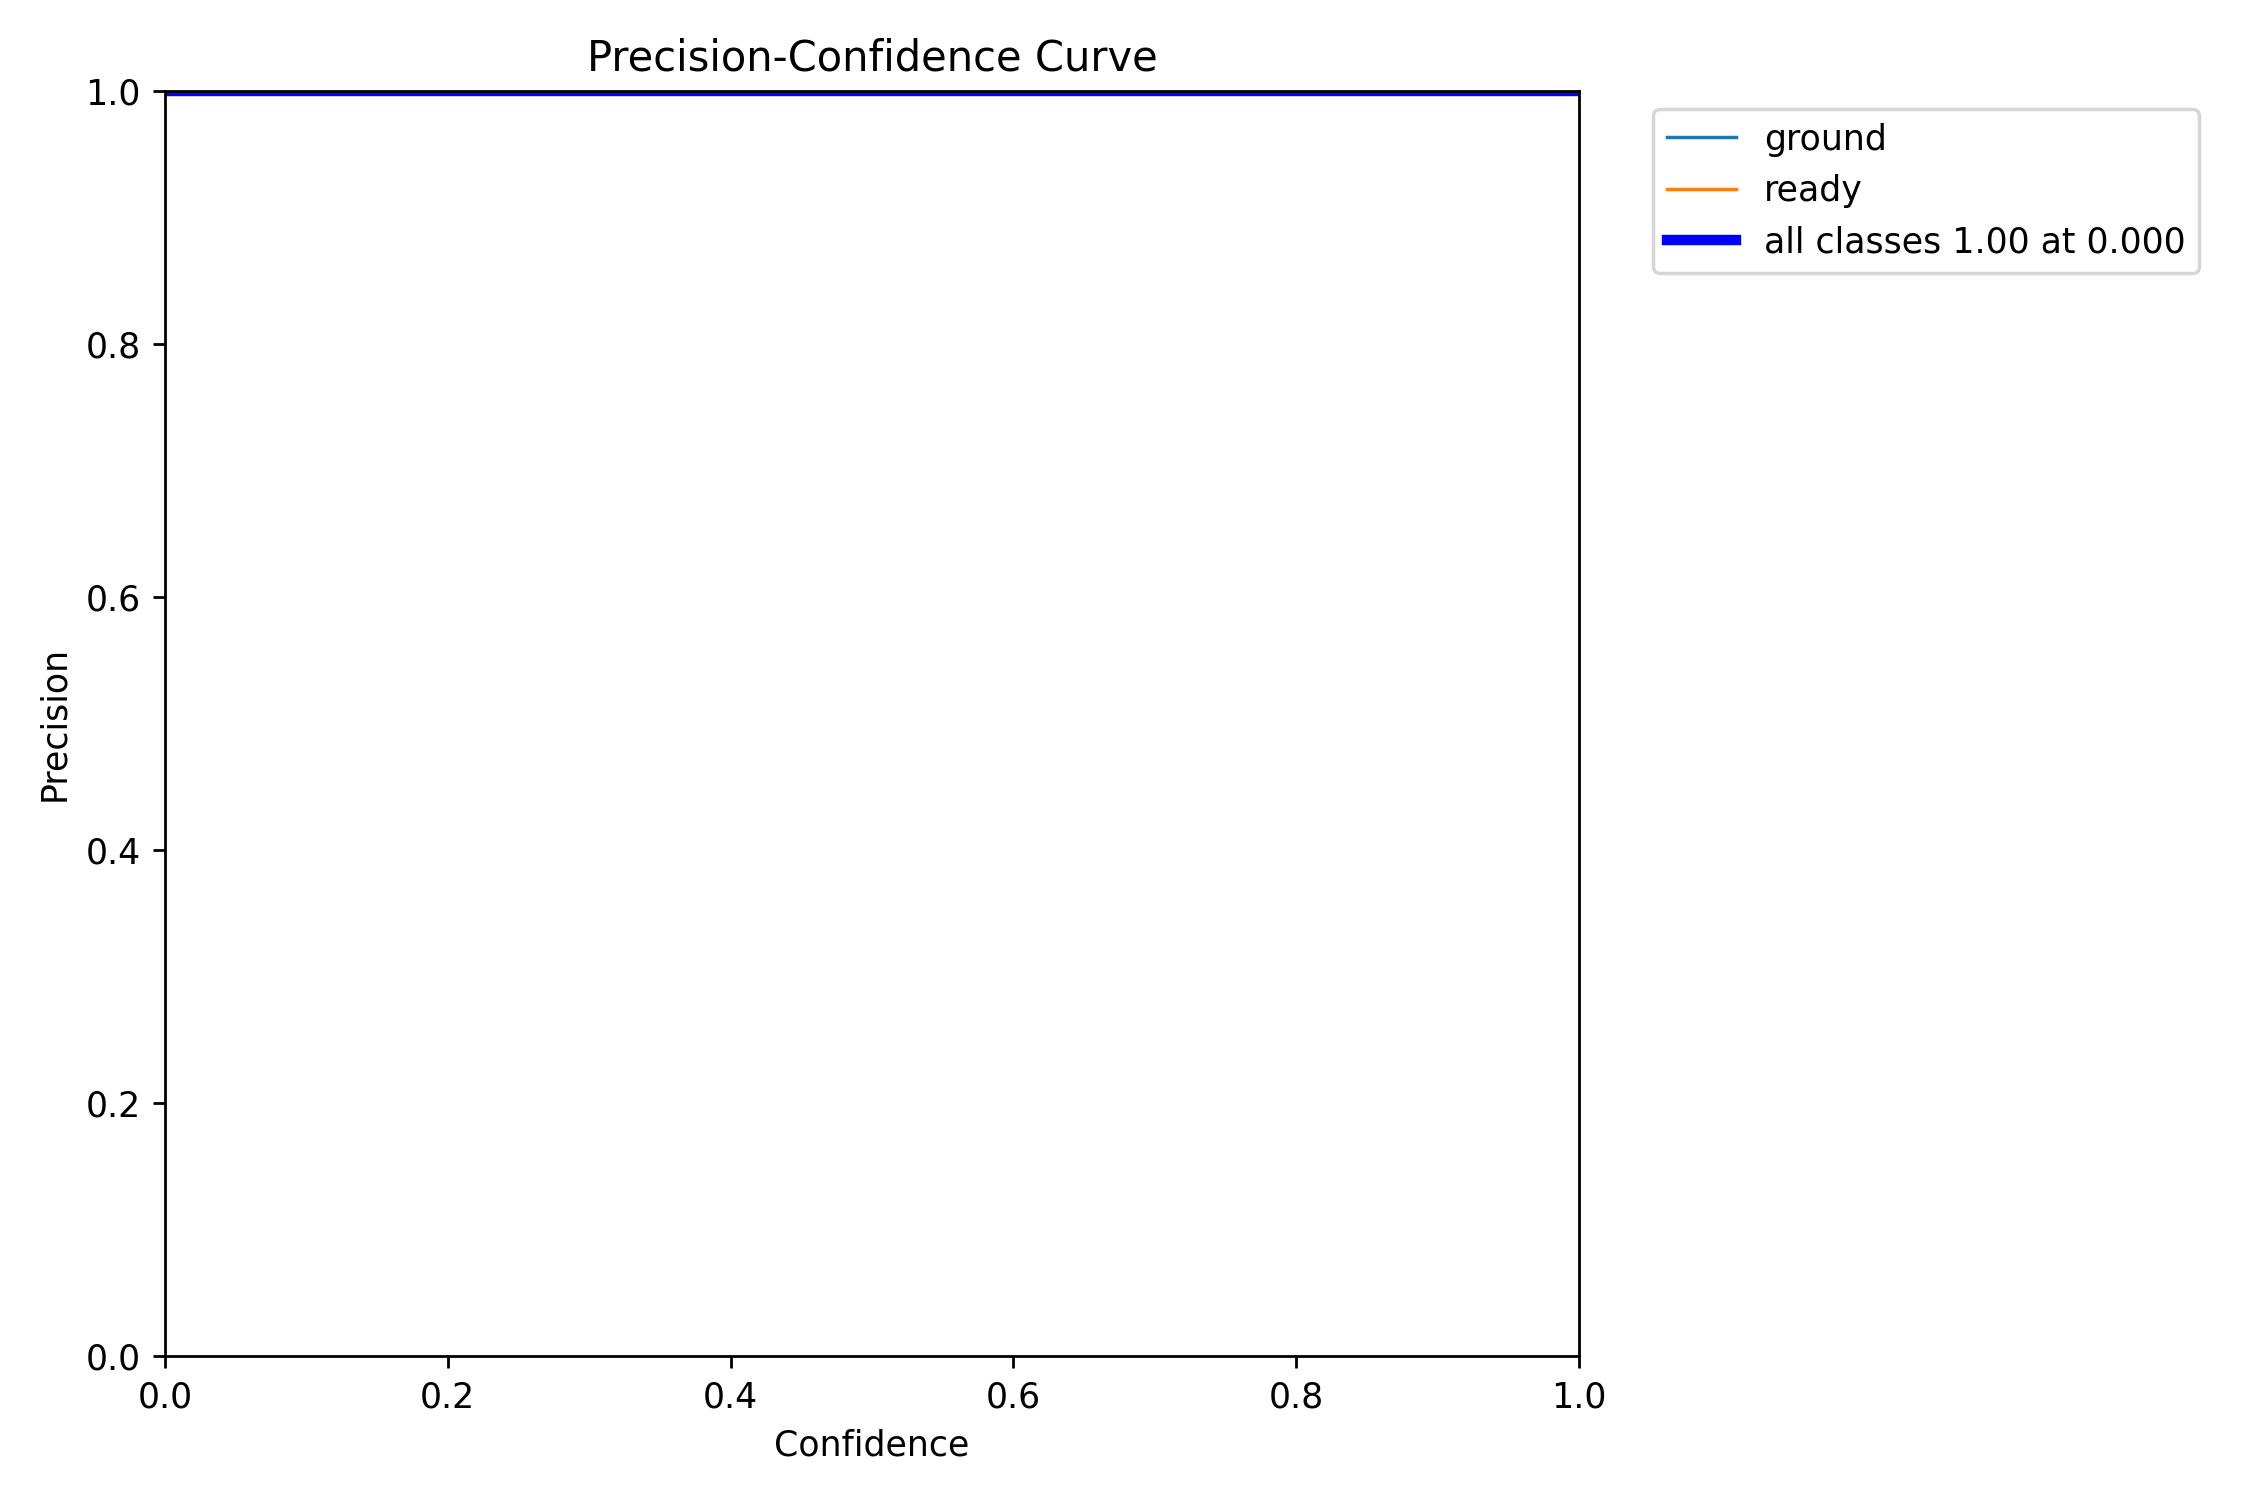 Precision-Confidence Curve
1.0
0.8
0.6
0.4
0.2
0.0
Precision
0.0 0.2 0.4 0.6 0.8 1.0
Confidence
ground
ready
all classes 1.00 at 0.000